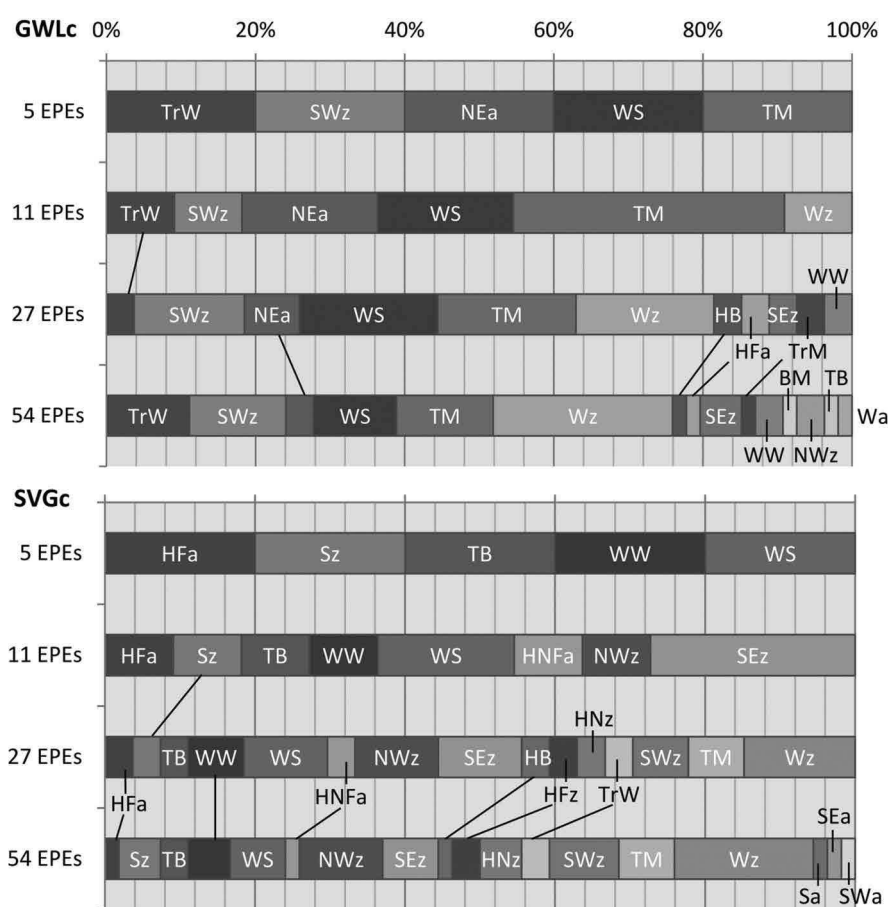 GWLc 0% 20% 40% 60% 80% 100%
5 EPEs TrW SWz NEa WS TM
11 EPEs TrW SWz NEa WS TM Wz
WW
27 EPEs SWz NEa WS TM Wz HB SEz
HFa TrM
BM TB
54 EPEs TrW SWz WS TM Wz SEz Wa
WW NWz
SVGc
5 EPEs HFa Sz TB WW WS
11 EPEs HFa Sz TB WW WS HNFa NWz SEz
HNz
27 EPEs TB WW WS NWz SEz HB SWz TM Wz
HFa HNFa HFz TrW
SEa
54 EPEs Sz TB WS NWz SEz HNz SWz TM Wz
Sa SWa